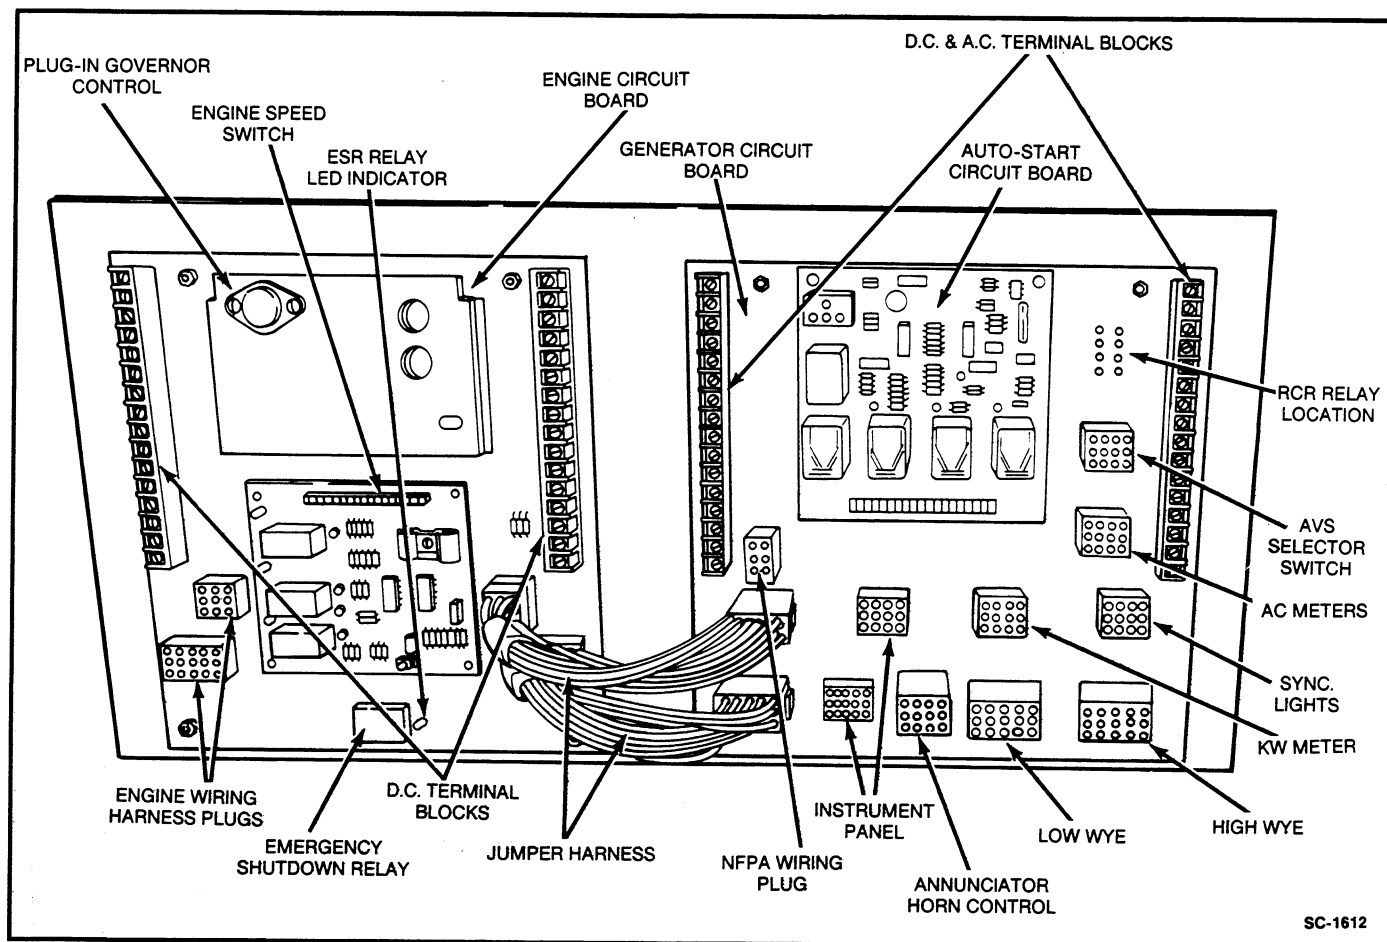 D.C. & A.C. TERMINAL BLOCKS
PLUG-IN GOVERNOR
CONTROL
ENGINE CIRCUIT
BOARD
ENGINE SPEED
SWITCH
ESR RELAY
LED INDICATOR
GENERATOR CIRCUIT
BOARD
AUTO-START
CIRCUIT BOARD
RCR RELAY
LOCATION
AVS
SELECTOR
SWITCH
AC METERS
SYNC.
LIGHTS
KW METER
ENGINE WIRING
HARNESS PLUGS
D.C. TERMINAL
BLOCKS
EMERGENCY
SHUTDOWN RELAY
JUMPER HARNESS
NFPA WIRING
PLUG
INSTRUMENT
PANEL
ANNUNCIATOR
HORN CONTROL
LOW WYE
HIGH WYE
SC-1612